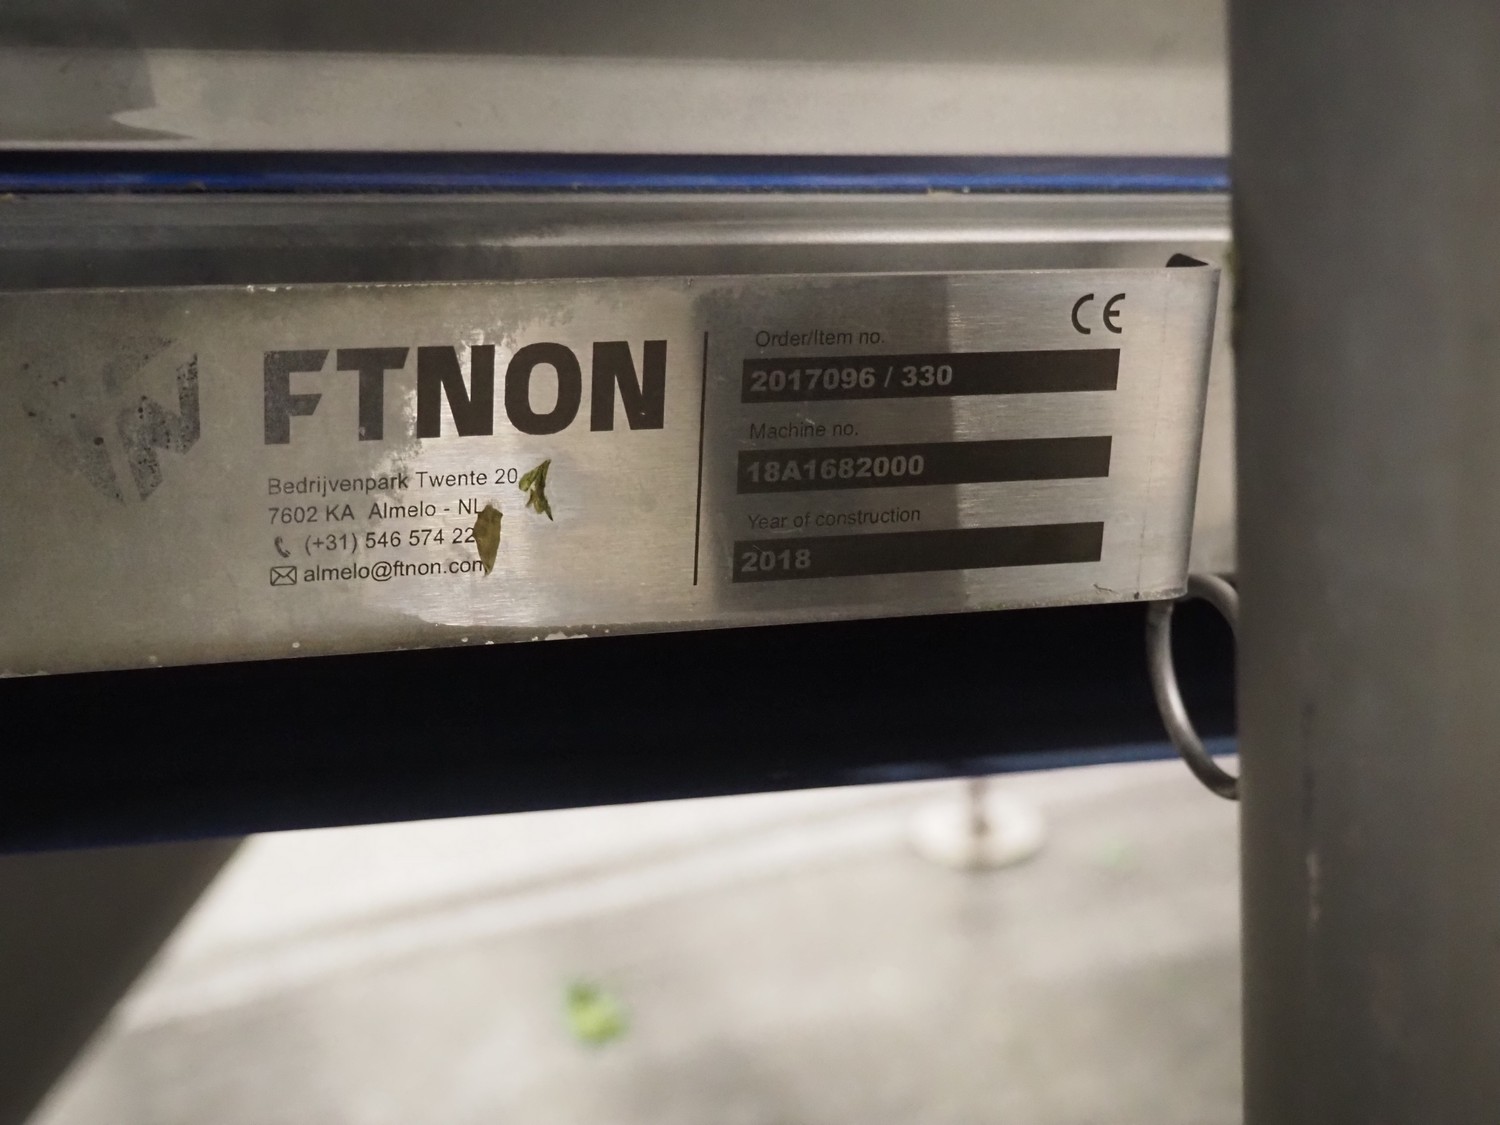 FTNON
Bedrijvenpark Twente 20
7602 KA Almelo - NL
(+31) 546 574 22
almelo@ftnon.com
CE
Order/Item no.
2017096 / 330
Machine no.
18A1682000
Year of construction
2018